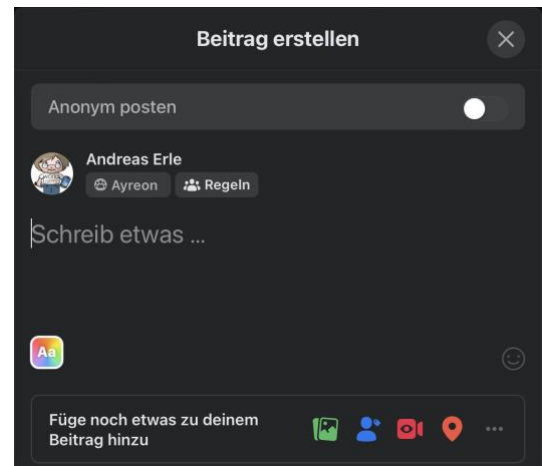 Beitrag erstellen
Anonym posten
Andreas Erle
Ayreon Regeln
Schreib etwas ...
Aa
Füge noch etwas zu deinem
Beitrag hinzu